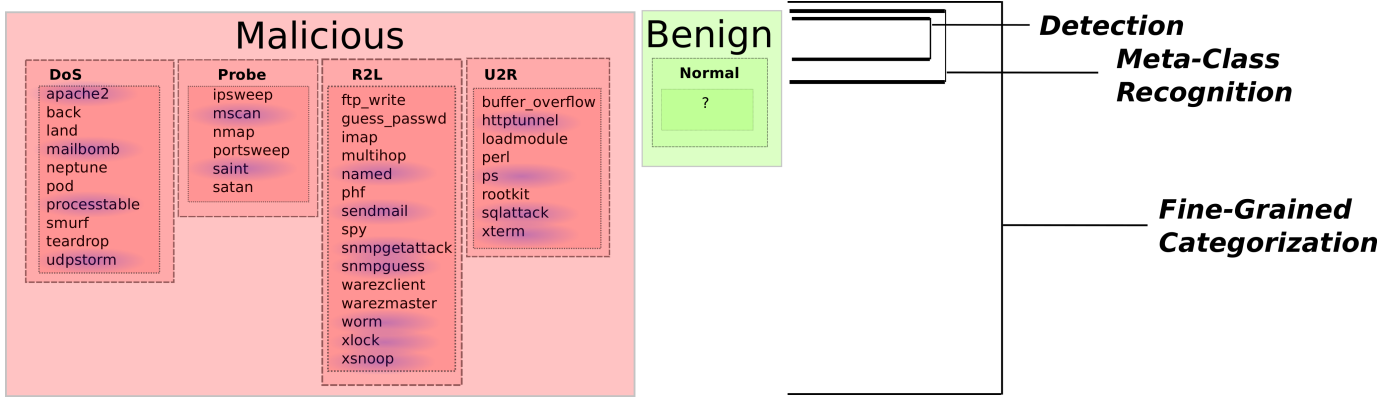 Malicious
DoS
apache2
back
land
mailbomb
neptune
pod
processtable
smurf
teardrop
udpstorm
Probe
ipsweep
mscan
nmap
portsweep
saint
satan
R2L
ftp_write
guess_passwd
imap
multihop
named
phf
sendmail
spy
snmpgetattack
snmpguess
warezclient
warezmaster
worm
xlock
xsnoop
U2R
buffer_overflow
httptunnel
loadmodule
perl
ps
rootkit
sqlattack
xterm
Benign
Normal
?
Detection
Meta-Class
Recognition
Fine-Grained
Categorization